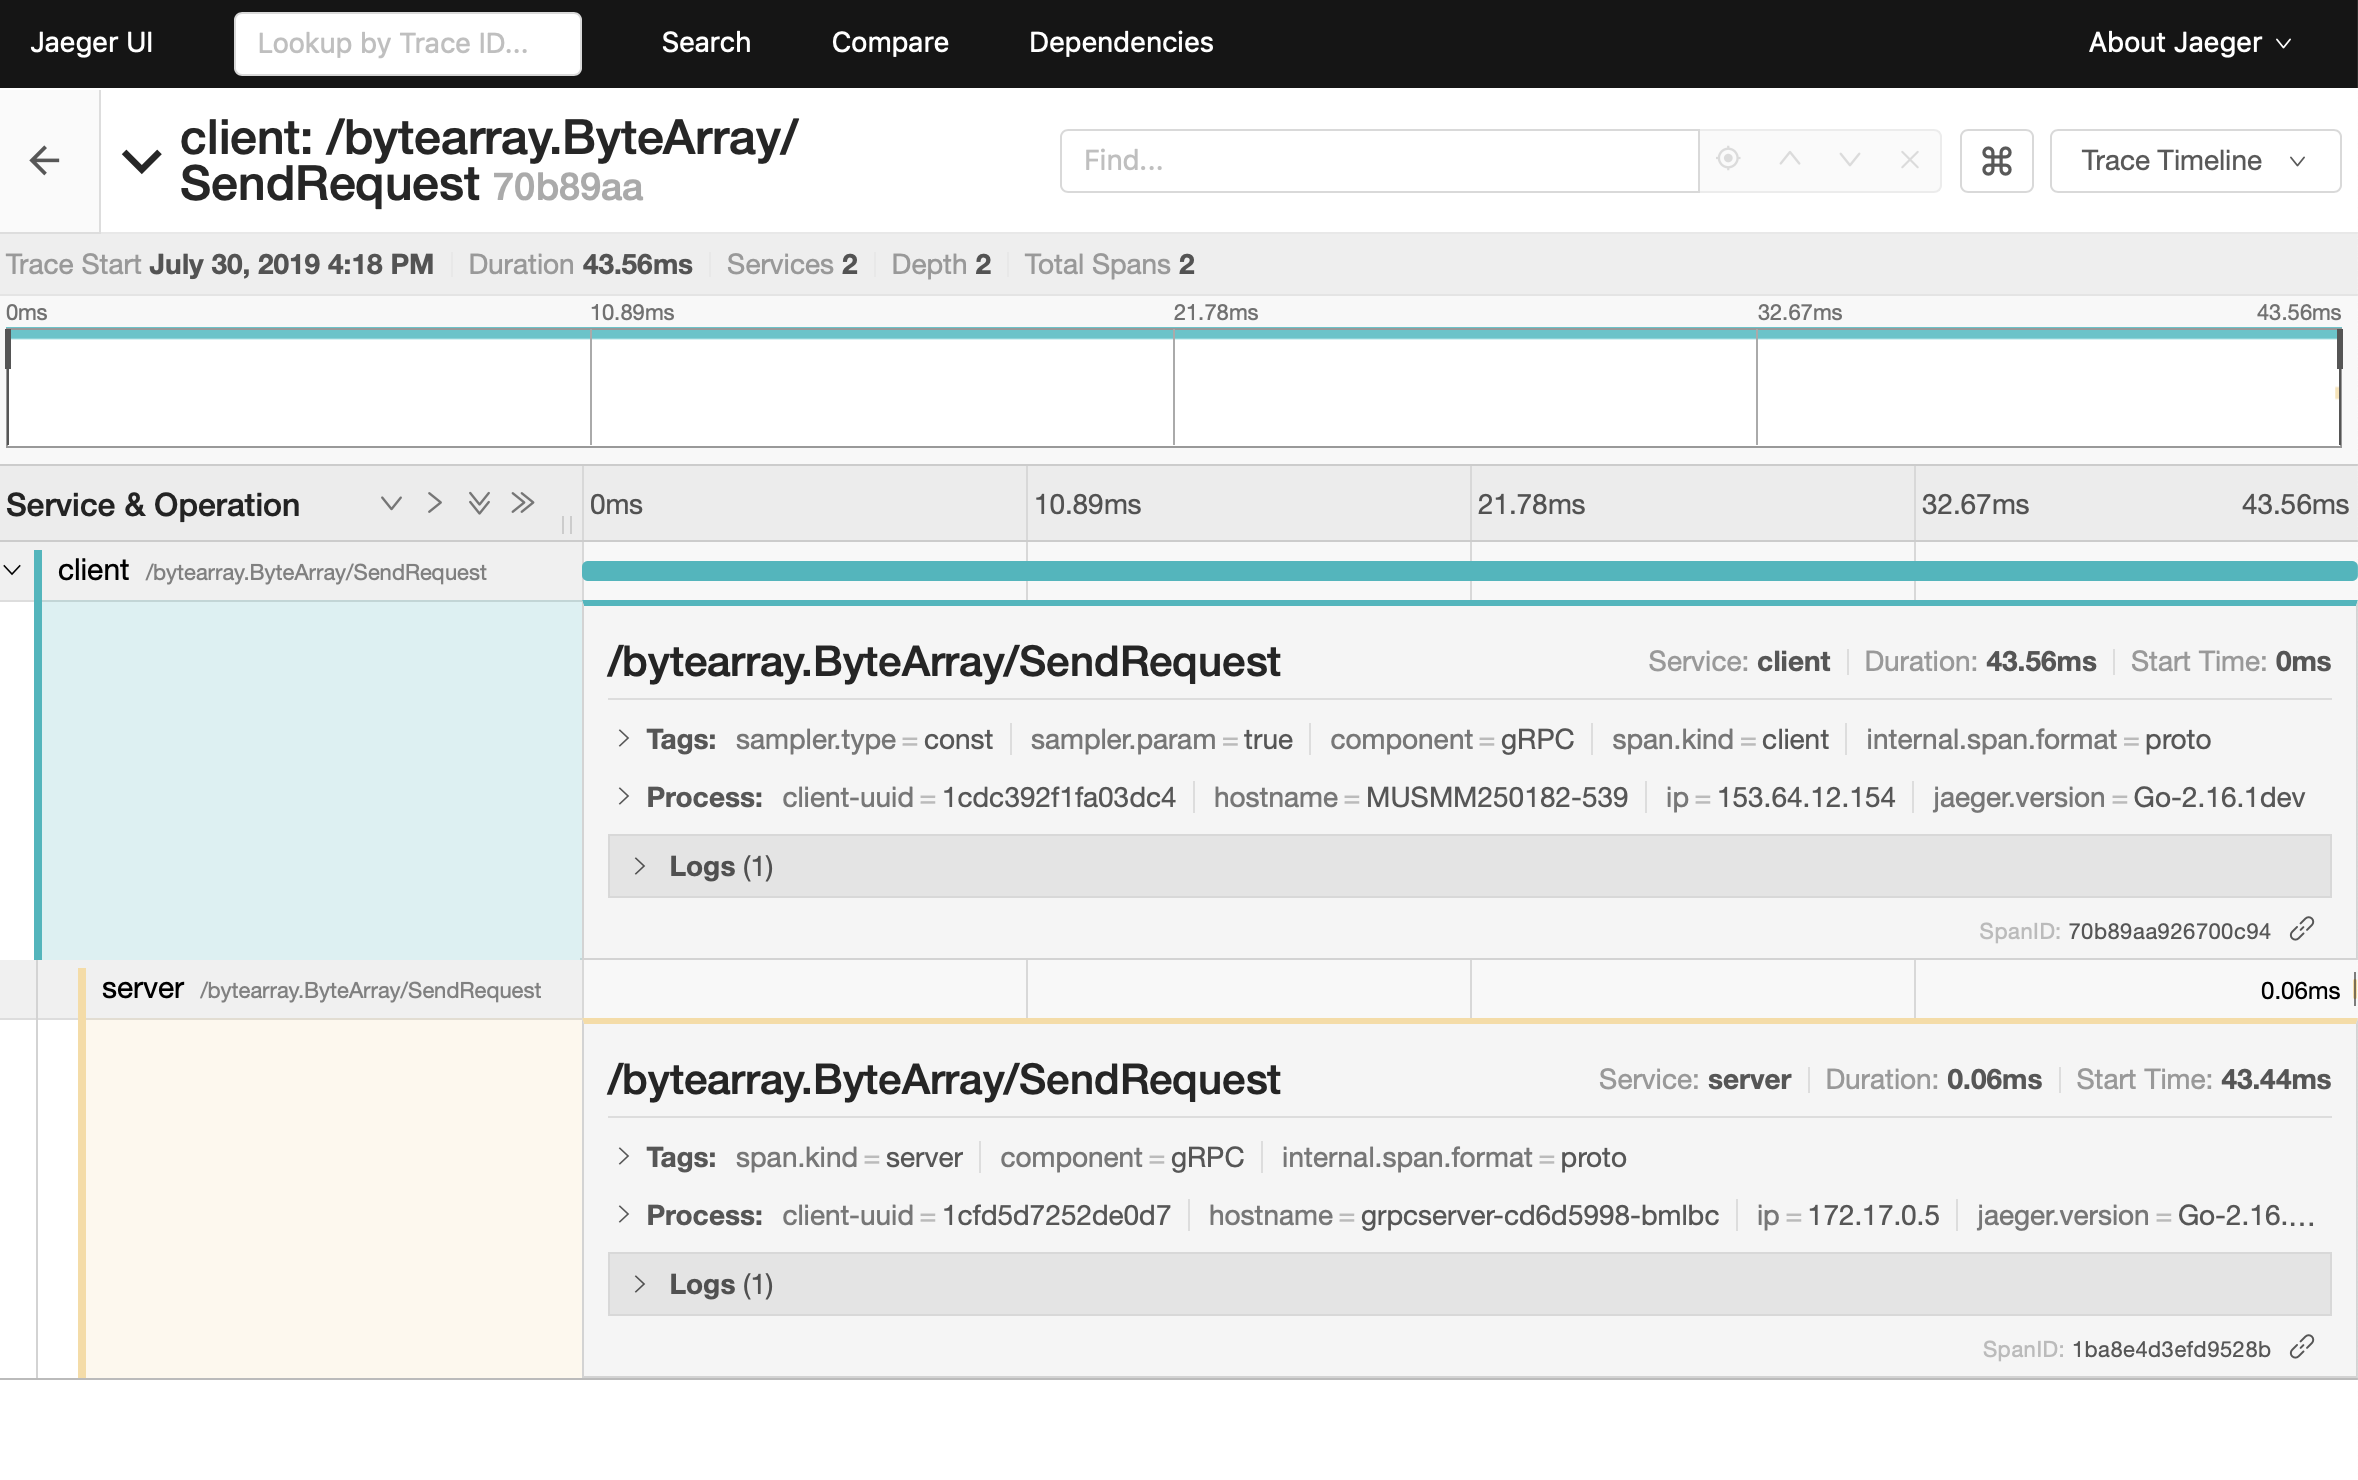 Jaeger UI Lookup by Trace ID... Search Compare Dependencies About Jaeger
client: /bytearray.ByteArray/
SendRequest 70b89aa
Find... Trace Timeline
Trace Start July 30, 2019 4:18 PM Duration 43.56ms Services 2 Depth 2 Total Spans 2
0ms 10.89ms 21.78ms 32.67ms 43.56ms
Service & Operation 0ms 10.89ms 21.78ms 32.67ms 43.56ms
client /bytearray.ByteArray/SendRequest
/bytearray.ByteArray/SendRequest Service: client Duration: 43.56ms Start Time: 0ms
Tags: sampler.type = const sampler.param = true component = gRPC span.kind = client internal.span.format = proto
Process: client-uuid = 1cdc392f1fa03dc4 hostname = MUSMM250182-539 ip = 153.64.12.154 jaeger.version = Go-2.16.1dev
Logs (1)
SpanID: 70b89aa926700c94
server /bytearray.ByteArray/SendRequest 0.06ms
/bytearray.ByteArray/SendRequest Service: server Duration: 0.06ms Start Time: 43.44ms
Tags: span.kind = server component = gRPC internal.span.format = proto
Process: client-uuid = 1cfd5d7252de0d7 hostname = grpcserver-cd6d5998-bmlbc ip = 172.17.0.5 jaeger.version = Go-2.16....
Logs (1)
SpanID: 1ba8e4d3efd9528b